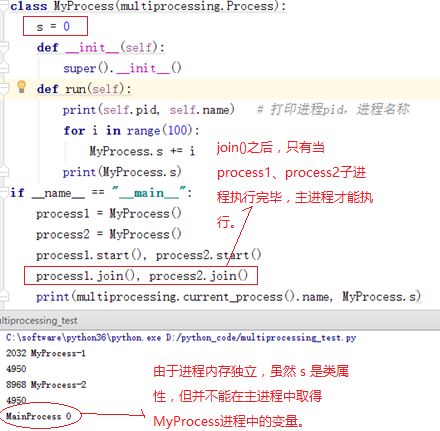 class MyProcess(multiprocessing.Process):
s = 0
def __init__(self):
super().__init__()
def run(self):
print(self.pid, self.name) # 打印进程pid，进程名称
for i in range(100):
MyProcess.s += i
print(MyProcess.s)
join()之后，只有当
process1、process2子进
程执行完毕，主进程才能执
行。
if __name__ == "__main__":
process1 = MyProcess()
process2 = MyProcess()
process1.start(), process2.start()
process1.join(), process2.join()
print(multiprocessing.current_process().name, MyProcess.s)
ltiprocessing_test
C:\software\python36\python.exe D:/python_code/multiprocessing_test.py
2032 MyProcess-1
4950
8968 MyProcess-2
4950
MainProcess 0
由于进程内存独立，虽然 s 是类属
性，但并不能在主进程中取得
MyProcess进程中的变量。